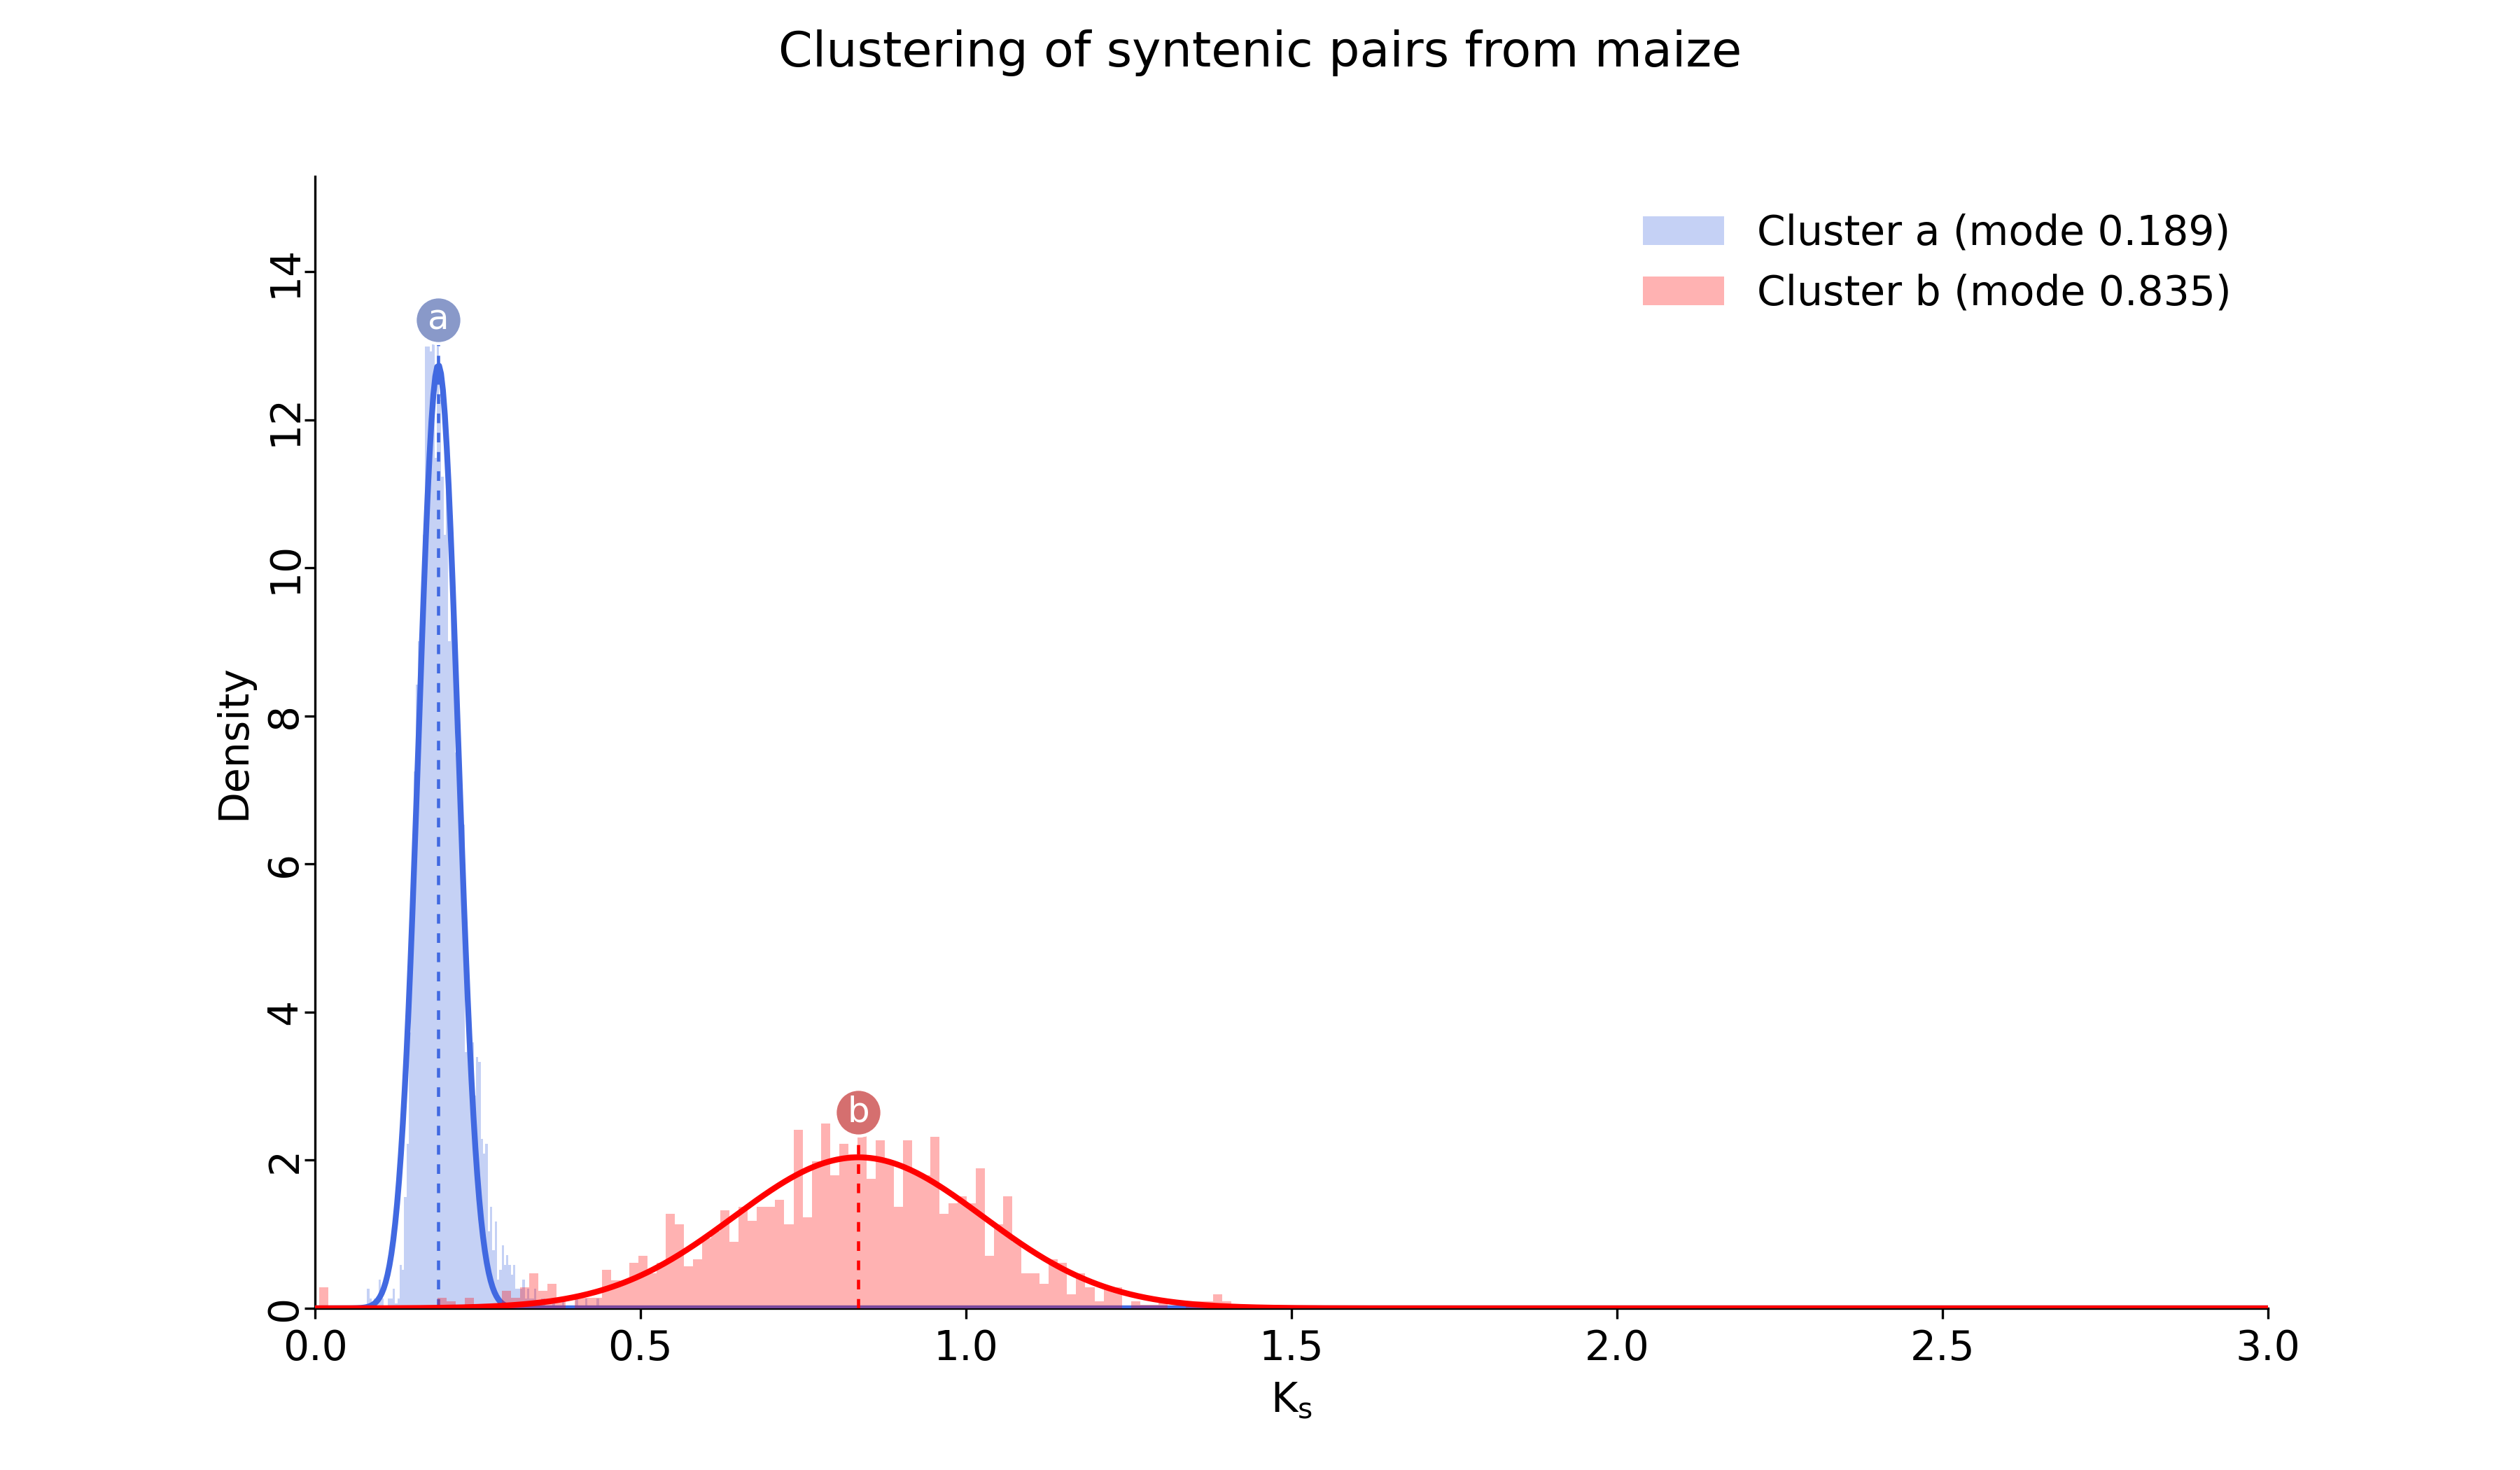 Clustering of syntenic pairs from maize
Cluster a (mode 0.189)
Cluster b (mode 0.835)
a
b
Density
14
12
10
8
6
4
2
0
0.0 0.5 1.0 1.5 2.0 2.5 3.0
Ks